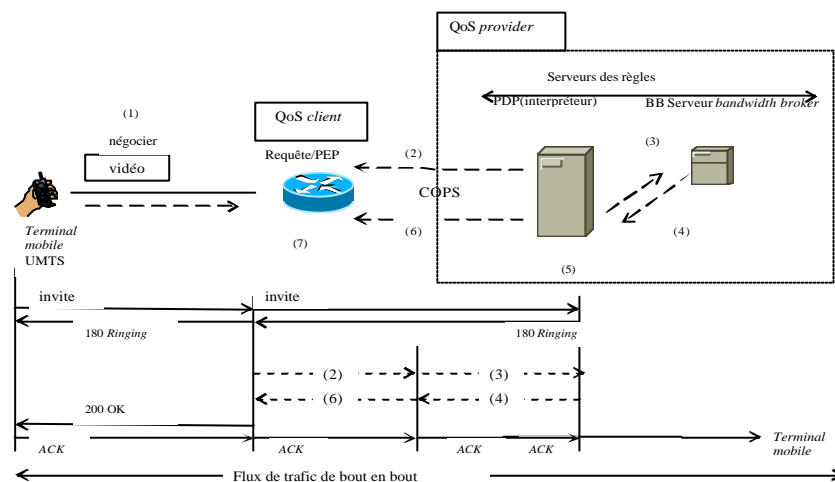 QoS provider
Serveurs des règles
PDP(interpréteur)
BB Serveur bandwidth broker
(1)
négocier
vidéo
QoS client
Requête/PEP
(2)
COPS
(6)
(3)
(4)
(5)
(7)
Terminal
mobile
UMTS
invite
invite
180 Ringing
180 Ringing
(2)
(3)
(6)
(4)
200 OK
ACK
ACK
ACK
ACK
Terminal
mobile
Flux de trafic de bout en bout